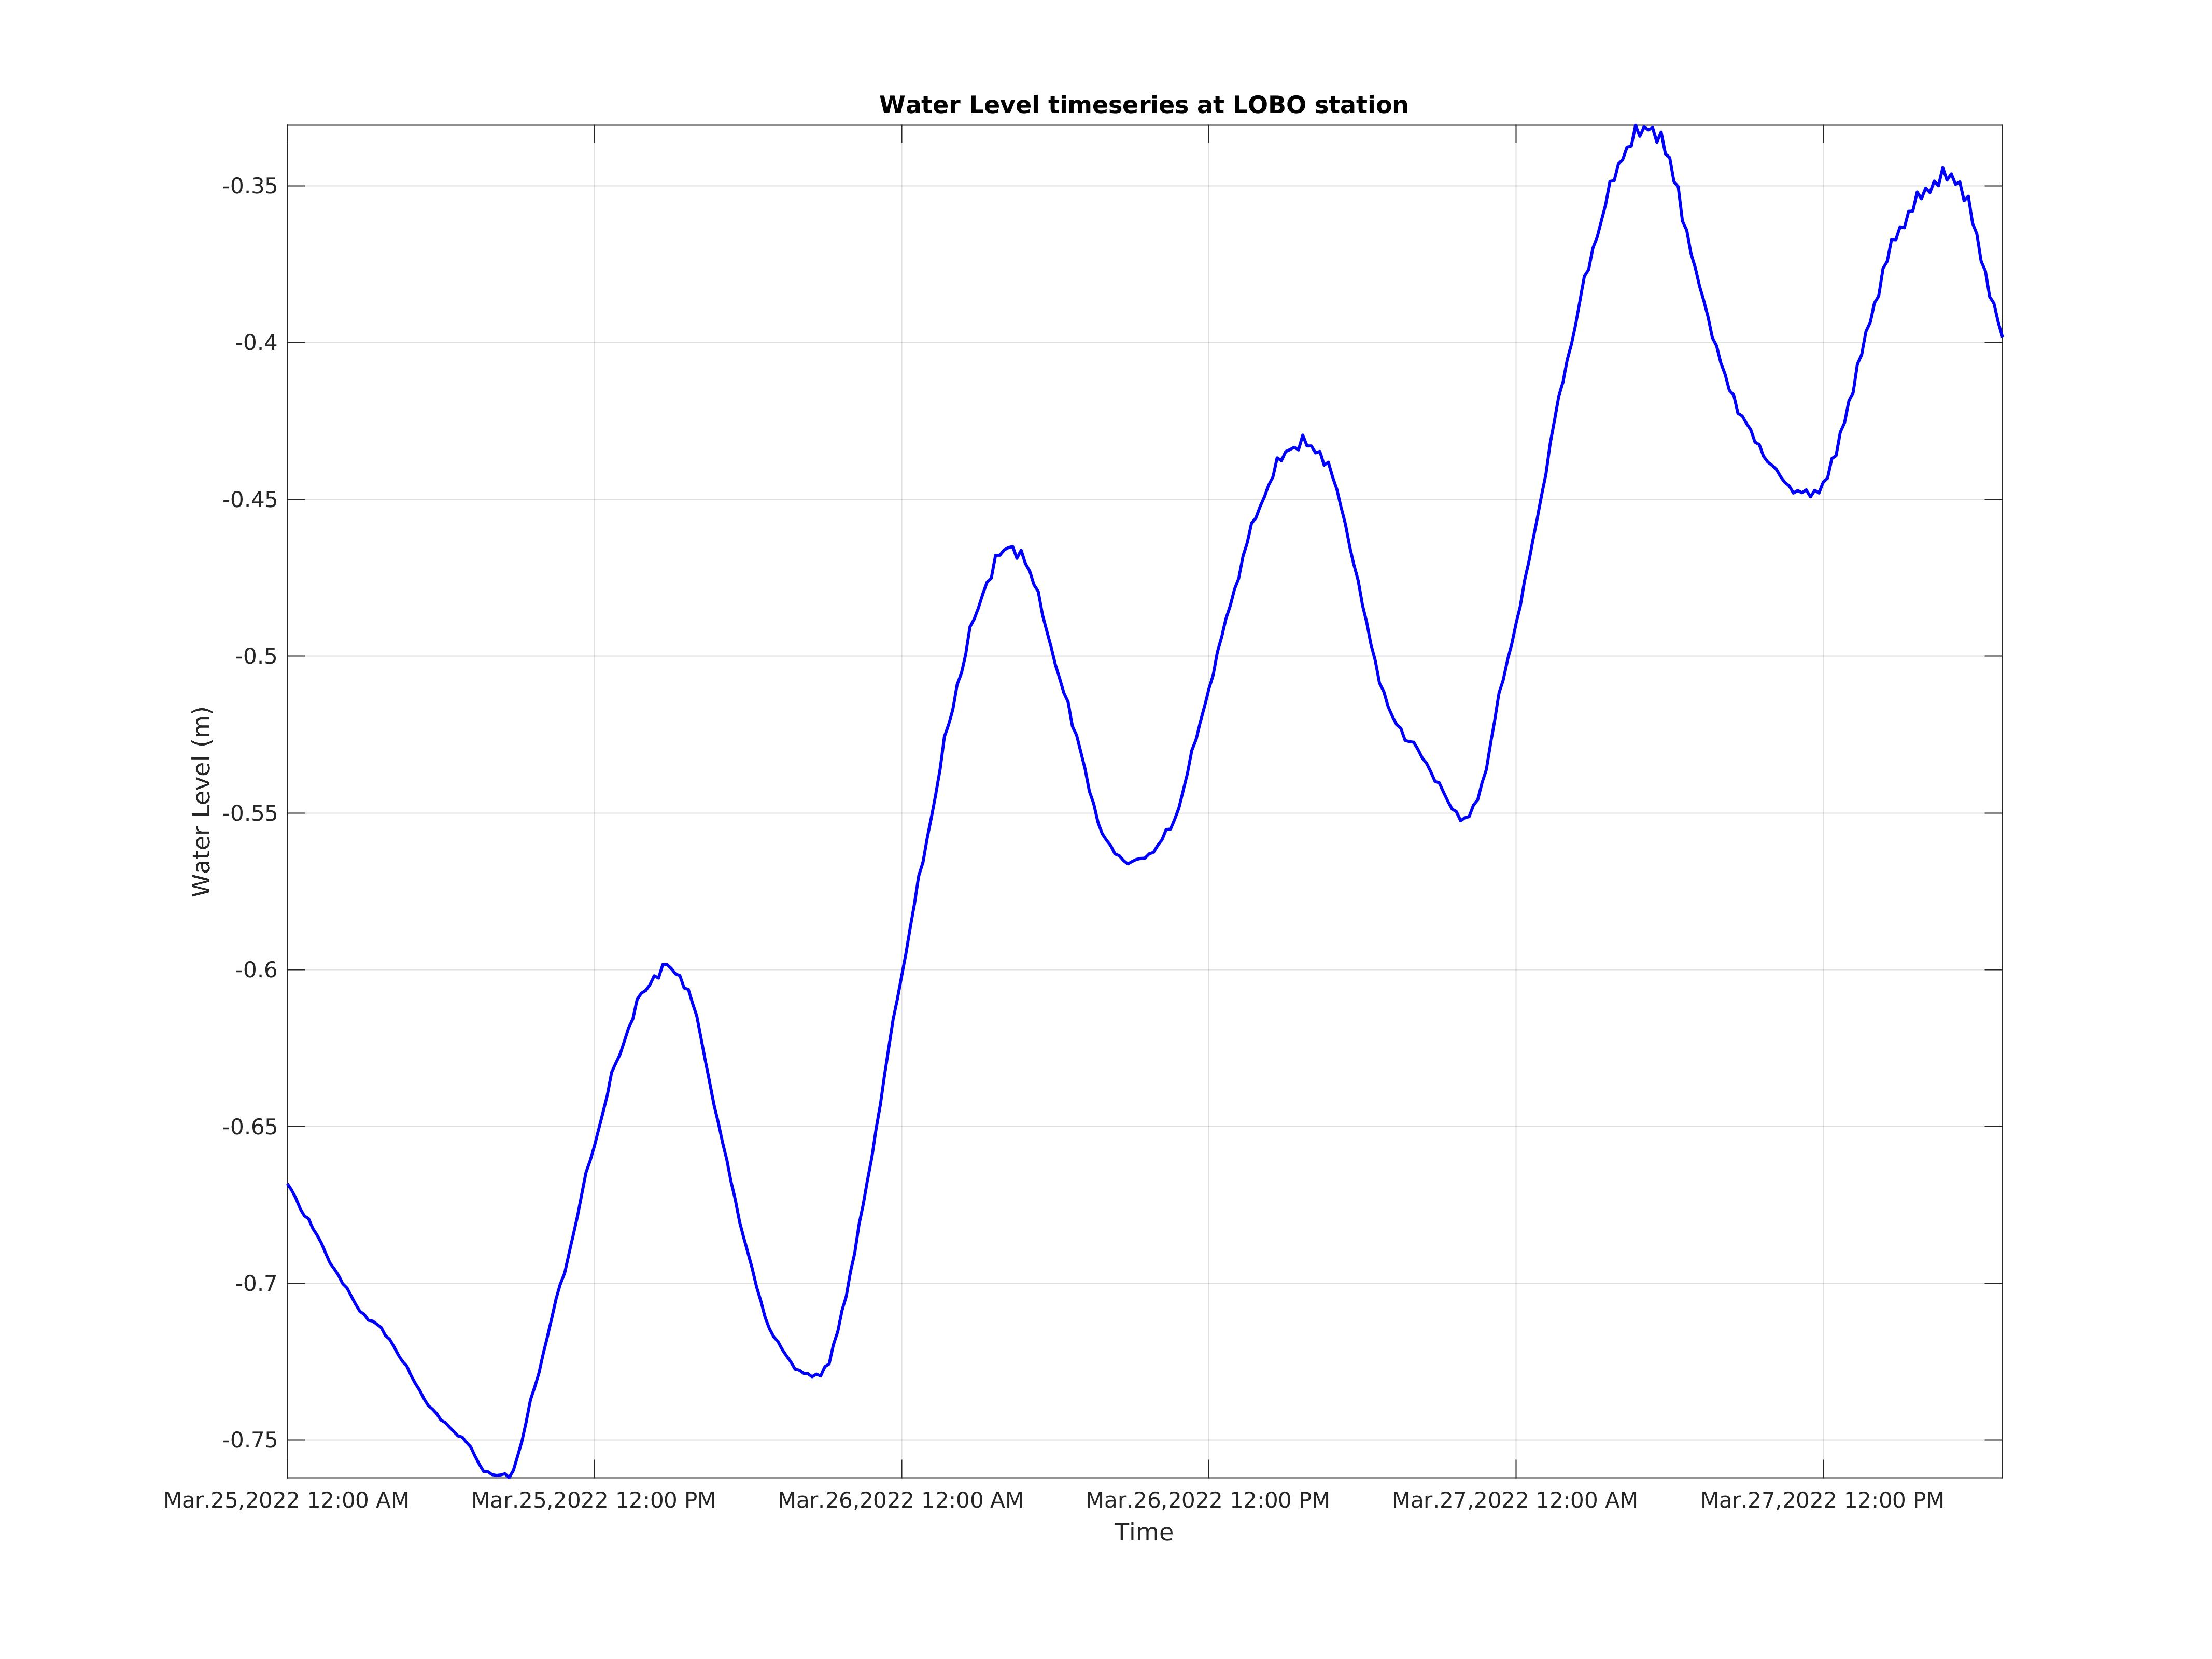 Water Level timeseries at LOBO station
-0.35
-0.4
-0.45
-0.5
-0.55
-0.6
-0.65
-0.7
-0.75
Water Level (m)
Mar.25,2022 12:00 AM
Mar.25,2022 12:00 PM
Mar.26,2022 12:00 AM
Mar.26,2022 12:00 PM
Mar.27,2022 12:00 AM
Mar.27,2022 12:00 PM
Time